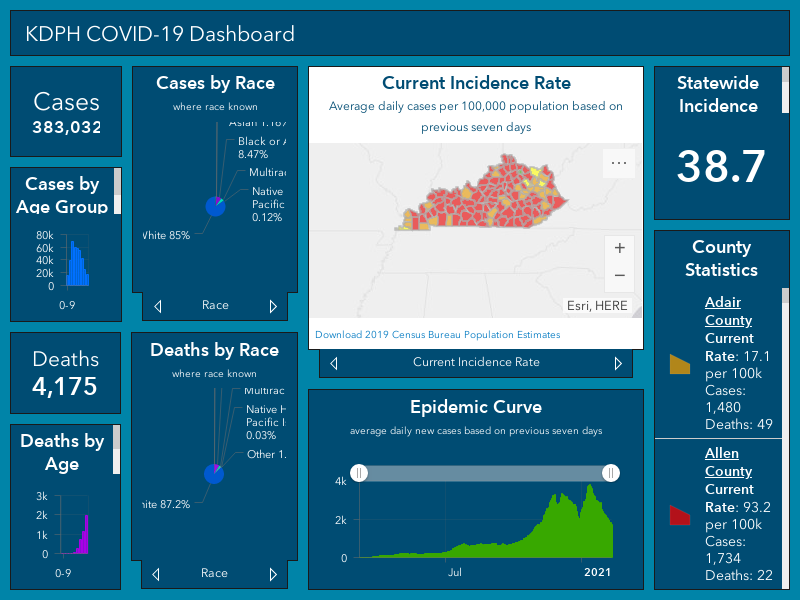 KDPH COVID-19 Dashboard
Cases
383,032
Cases by
Age Group
80k
60k
40k
20k
0
0-9
Deaths
4,175
Deaths by
Age
3k
2k
1k
0
0-9
Cases by Race
where race known
Asian
Black or
8.47%
Native
Pacific
0.12%
White 85%
Race
Deaths by Race
where race known
Native H
Pacific
0.03%
Other 1.
87.2%
Race
Current Incidence Rate
Average daily cases per 100,000 population based on
previous seven days
...
+
−
Esri, HERE
Download 2019 Census Bureau Population Estimates
Current Incidence Rate
Epidemic Curve
average daily new cases based on previous seven days
4k
2k
0
Jul
2021
Statewide
Incidence
38.7
County
Statistics
Adair
County
Current
Rate: 17.1
per 100k
Cases:
1,480
Deaths: 49
Allen
County
Current
Rate: 93.2
per 100k
Cases:
1,734
Deaths: 22